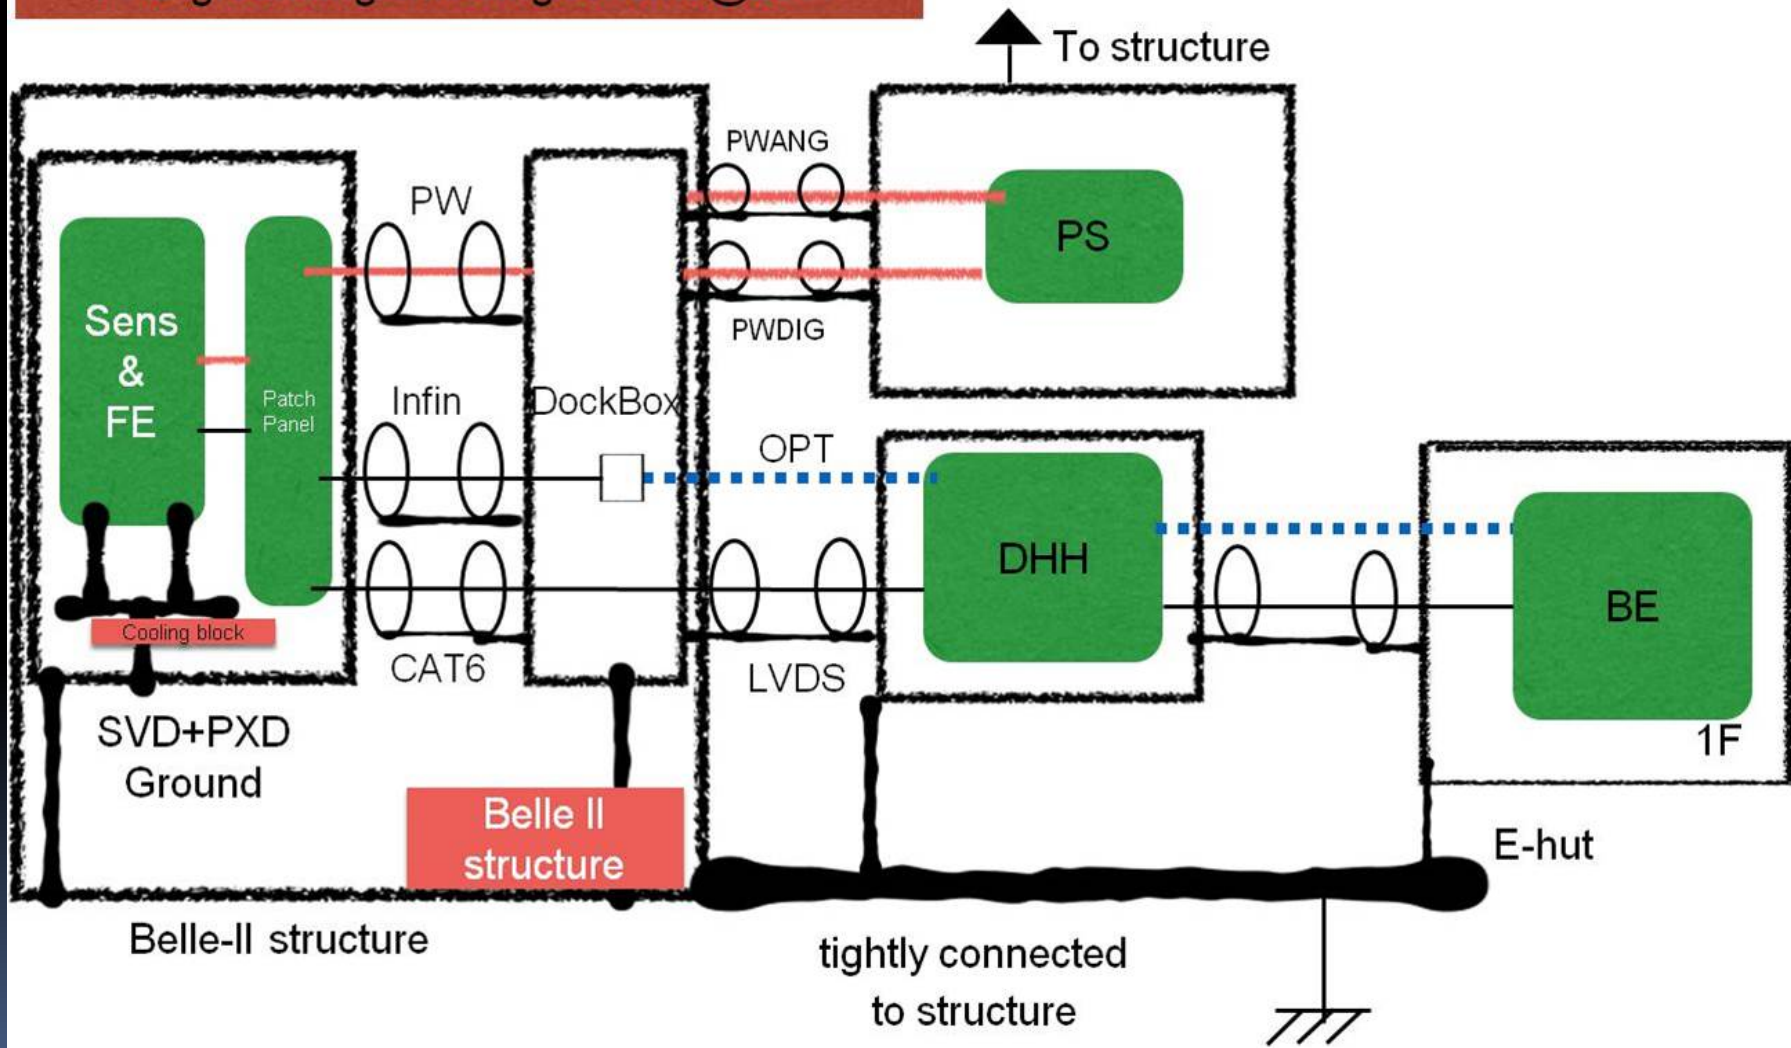 To structure
PWANG
PW
PS
Sens
&
FE
PWDIG
Patch
Panel
Infin
DockBox
OPT
DHH
BE
Cooling block
CAT6
LVDS
SVD+PXD
Ground
1F
Belle II
structure
E-hut
Belle-II structure
tightly connected
to structure